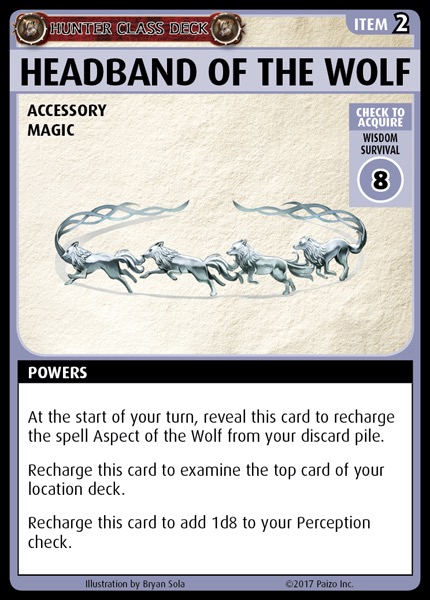 HUNTER CLASS DECK
ITEM 2
HEADBAND OF THE WOLF
ACCESSORY
MAGIC
CHECK TO
ACQUIRE
WISDOM
SURVIVAL
8
POWERS
At the start of your turn, reveal this card to recharge
the spell Aspect of the Wolf from your discard pile.
Recharge this card to examine the top card of your
location deck.
Recharge this card to add 1d8 to your Perception
check.
Illustration by Bryan Sola
©2017 Paizo Inc.